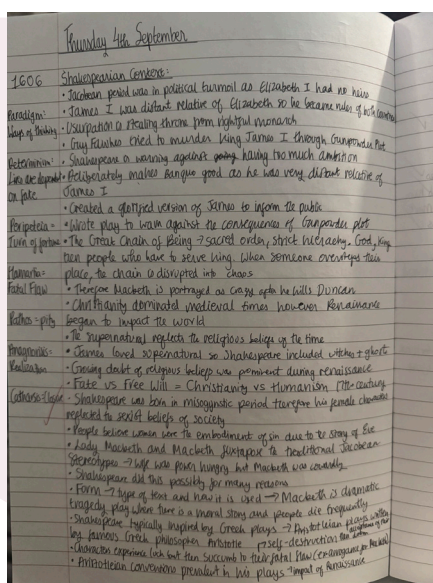 Thursday 4th September
1606 Shakespearian Context:
• Jacobean period was in political turmoil as Elizabeth I had no heirs
Paradigm: • James I was distant relative of Elizabeth so he became ruler of both countries
Ways of thinking • Usurpation is stealing throne from rightful monarch
• Guy Fawkes tried to murder King James I through Gunpowder Plot
Determinism: • Shakespeare is warning against having too much ambition
Lives are dependent • Deliberately makes Banquo good as he was very distant relative of
on fate James I
• Created a glorified version of James to inform the public
Peripeteia = • Wrote play to warn against the consequences of Gunpowder plot
Turn of fortune • The Great Chain of Being → sacred order, strict hierachy. God, King
then people who have to serve king. When someone oversteps their
Hamartia = place, the chain is disrupted into chaos
Fatal Flaw • Therefore Macbeth is portrayed as crazy after he kills Duncan
• Christianity dominated medieval times however Renainance
Pathos - pity began to impact the world
• The supernatural reflects the religious beliefs of the time
Anagnorisis = • James loved supernatural so Shakespeare included witches + ghost
Realisation • Growing doubt of religious beliefs was prominent during renaissance
• Fate vs Free Will = Christianity vs Humanism 17th century
Catharsis = • Shakespeare was born in misogynstic period therefore his female characters
reflected to sexist beliefs of society
• People believe women were the embodiment of sin due to the story of Eve
• Lady Macbeth and Macbeth juxtapose to traditional Jacobean
Stereotypes → wife was power hungry but Macbeth was cowardly
• Shakespeare did this possibly for many reasons
• Form → type of text and how it is used → Macbeth is dramatic
tragedy play where there is a moral story and people die frequently
• Shakespeare typically inspired by Greek plays → Aristotelian plays written
by famous Greek philosopher Aristotle self-destruction
• Characters experience luck but then succumb to their fatal flaw
• Aristotleian conventions prevalent in his plays → impact of Renaissance